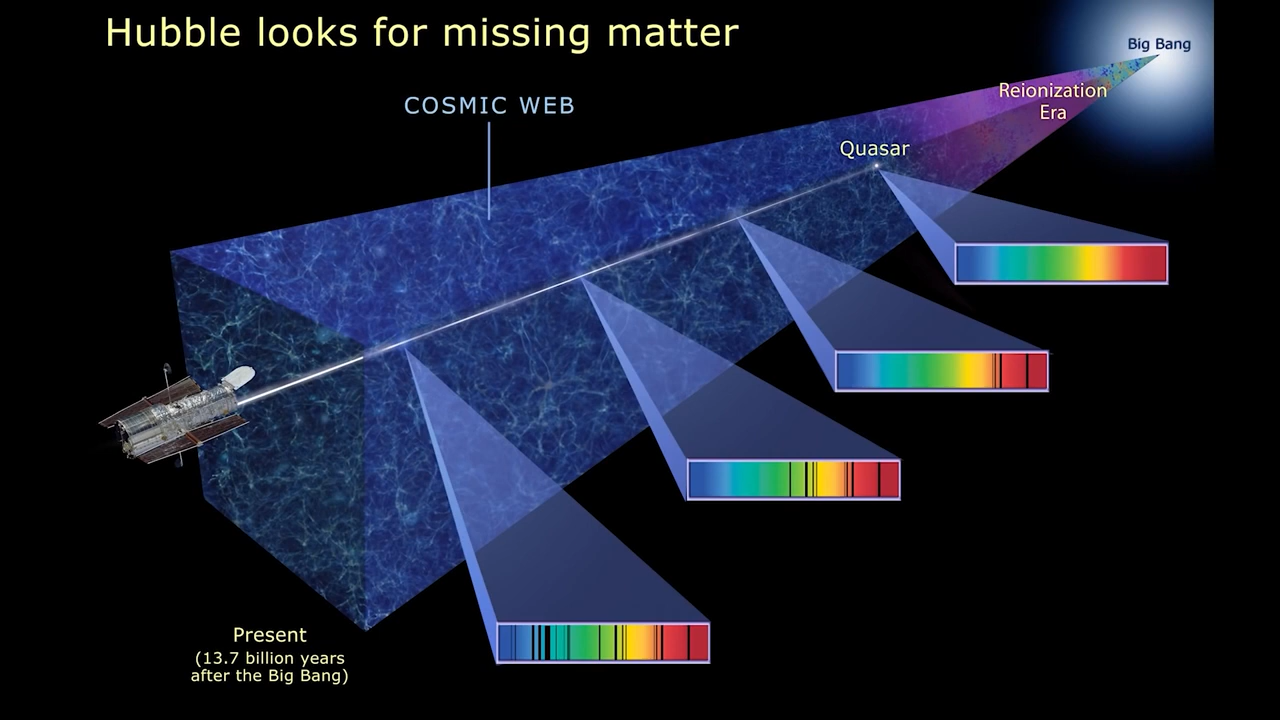 Hubble looks for missing matter
Big Bang
Reionization
Era
COSMIC WEB
Quasar
Present
(13.7 billion years
after the Big Bang)